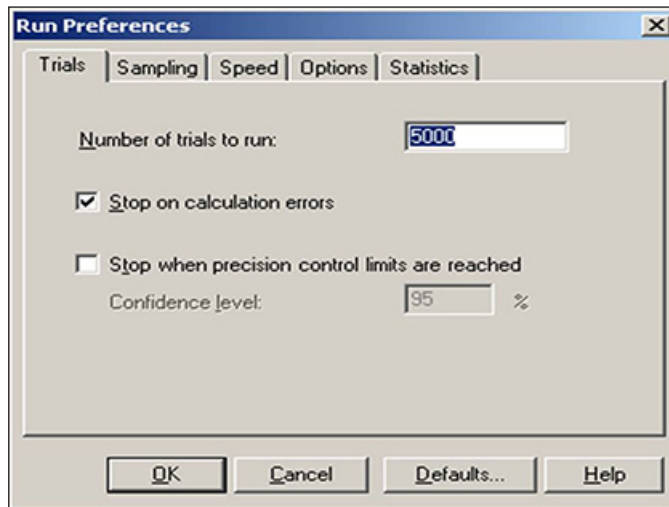 Run Preferences
Trials Sampling Speed Options Statistics
Number of trials to run: 5000
Stop on calculation errors
Stop when precision control limits are reached
Confidence level: 95 %
OK Cancel Defaults... Help